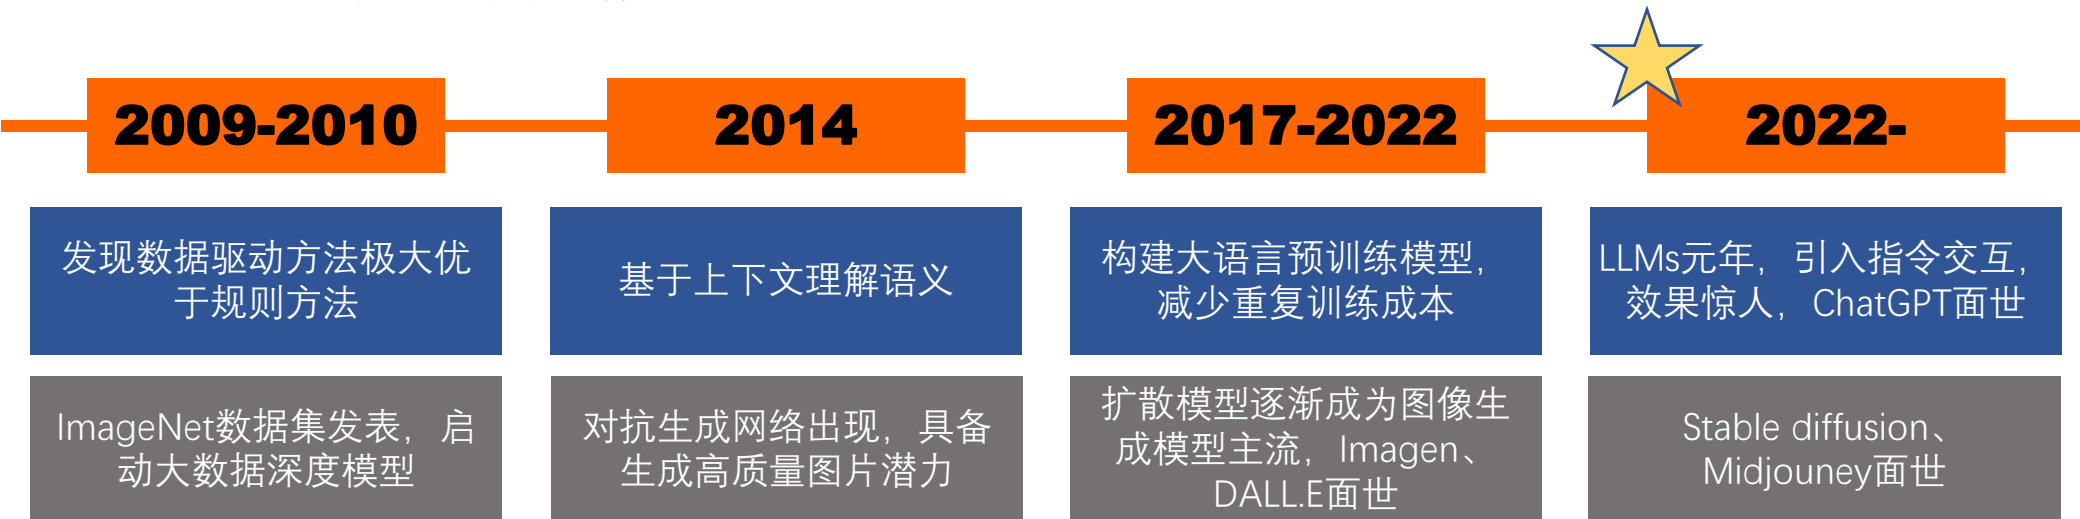 2009-2010
2014
2017-2022
2022-
发现数据驱动方法极大优
于规则方法
基于上下文理解语义
构建大语言预训练模型,
减少重复训练成本
LLMs元年，引入指令交互,
效果惊人，ChatGPT面世
ImageNet数据集发表，启
动大数据深度模型
对抗生成网络出现，具备
生成高质量图片潜力
扩散模型逐渐成为图像生
成模型主流，Imagen、
DALL.E面世
Stable diffusion、
Midjouney面世